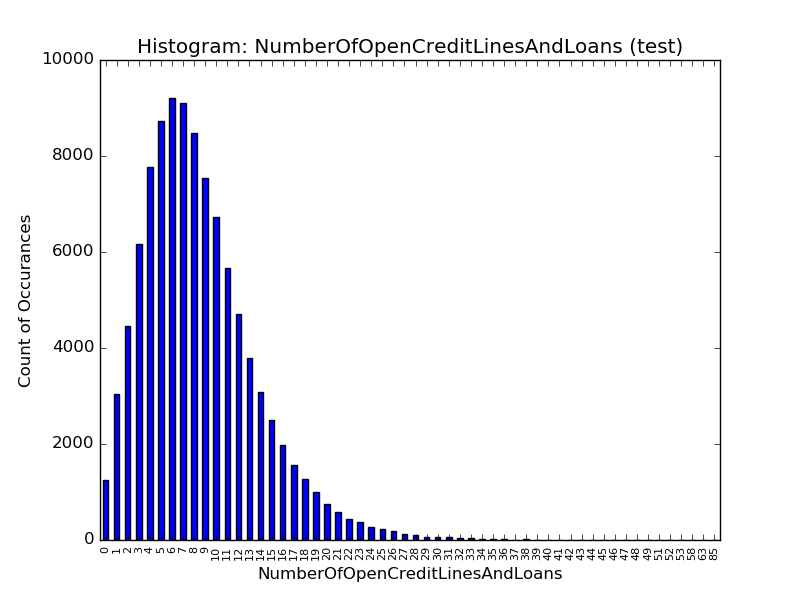 Histogram: NumberOfOpenCreditLinesAndLoans (test)
10000
8000
6000
4000
2000
0
Count of Occurances
0 1 2 3 4 5 6 7 8 9 10 11 12 13 14 15 16 17 18 19 20 21 22 23 24 25 26 27 28 29 30 31 32 33 34 35 36 37 38 39 40 41 42 43 44 45 46 47 48 49 51 52 53 58 63 85
NumberOfOpenCreditLinesAndLoans